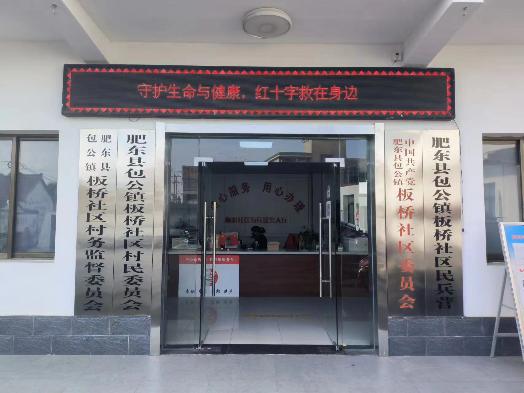 守护生命与健康，红十字救在身边
肥东县
包公镇
板桥社区村务监督委员会
肥东县包公镇板桥社区村民委员会
心服务 用心办理
中国共产党
肥东县包公镇
板桥社区委员会
肥东县包公镇板桥社区民兵营